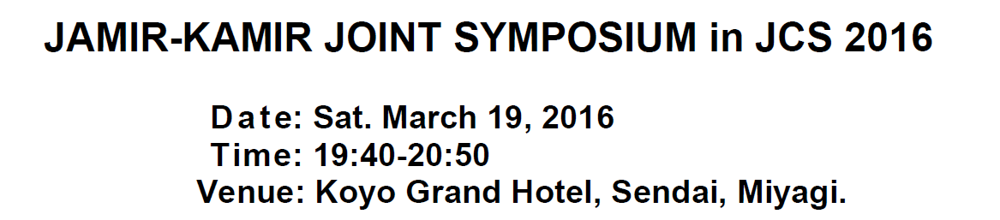 JAMIR-KAMIR JOINT SYMPOSIUM in JCS 2016
Date: Sat. March 19, 2016
Time: 19:40-20:50
Venue: Koyo Grand Hotel, Sendai, Miyagi.